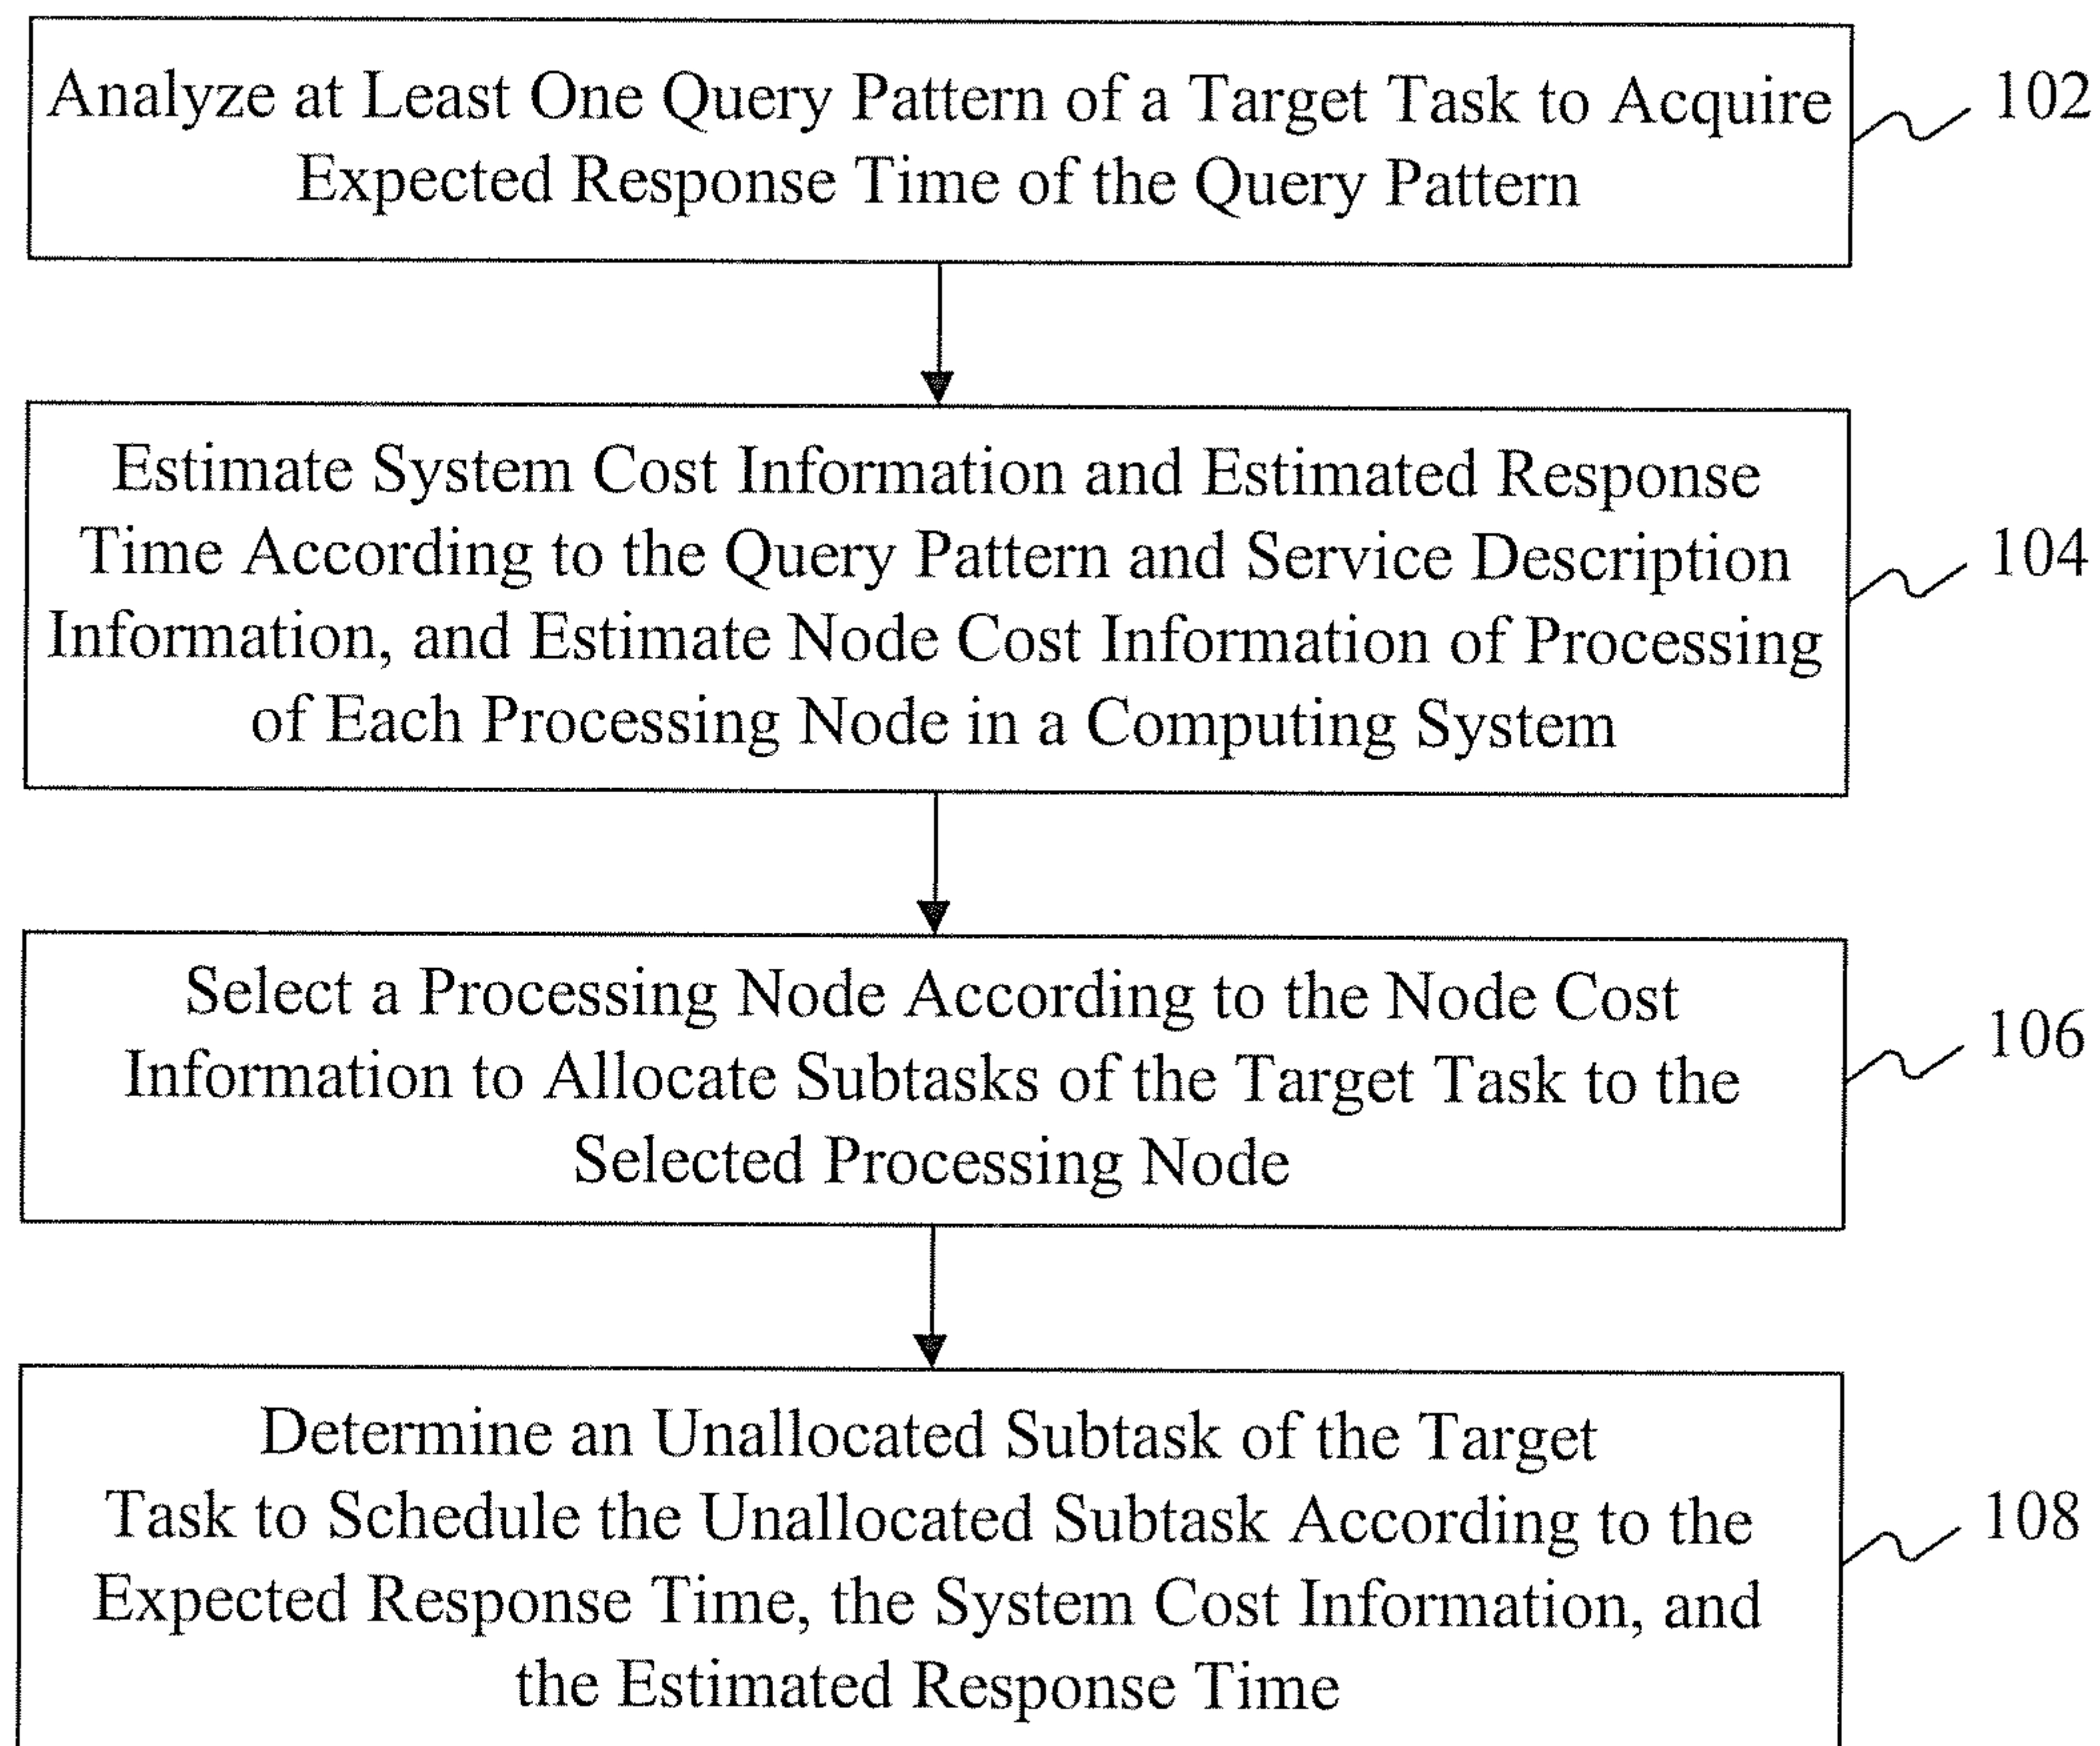 Analyze at Least One Query Pattern of a Target Task to Acquire
Expected Response Time of the Query Pattern
102
Estimate System Cost Information and Estimated Response
Time According to the Query Pattern and Service Description
Information, and Estimate Node Cost Information of Processing
of Each Processing Node in a Computing System
104
Select a Processing Node According to the Node Cost
Information to Allocate Subtasks of the Target Task to the
Selected Processing Node
106
Determine an Unallocated Subtask of the Target
Task to Schedule the Unallocated Subtask According to the
Expected Response Time, the System Cost Information, and
the Estimated Response Time
108